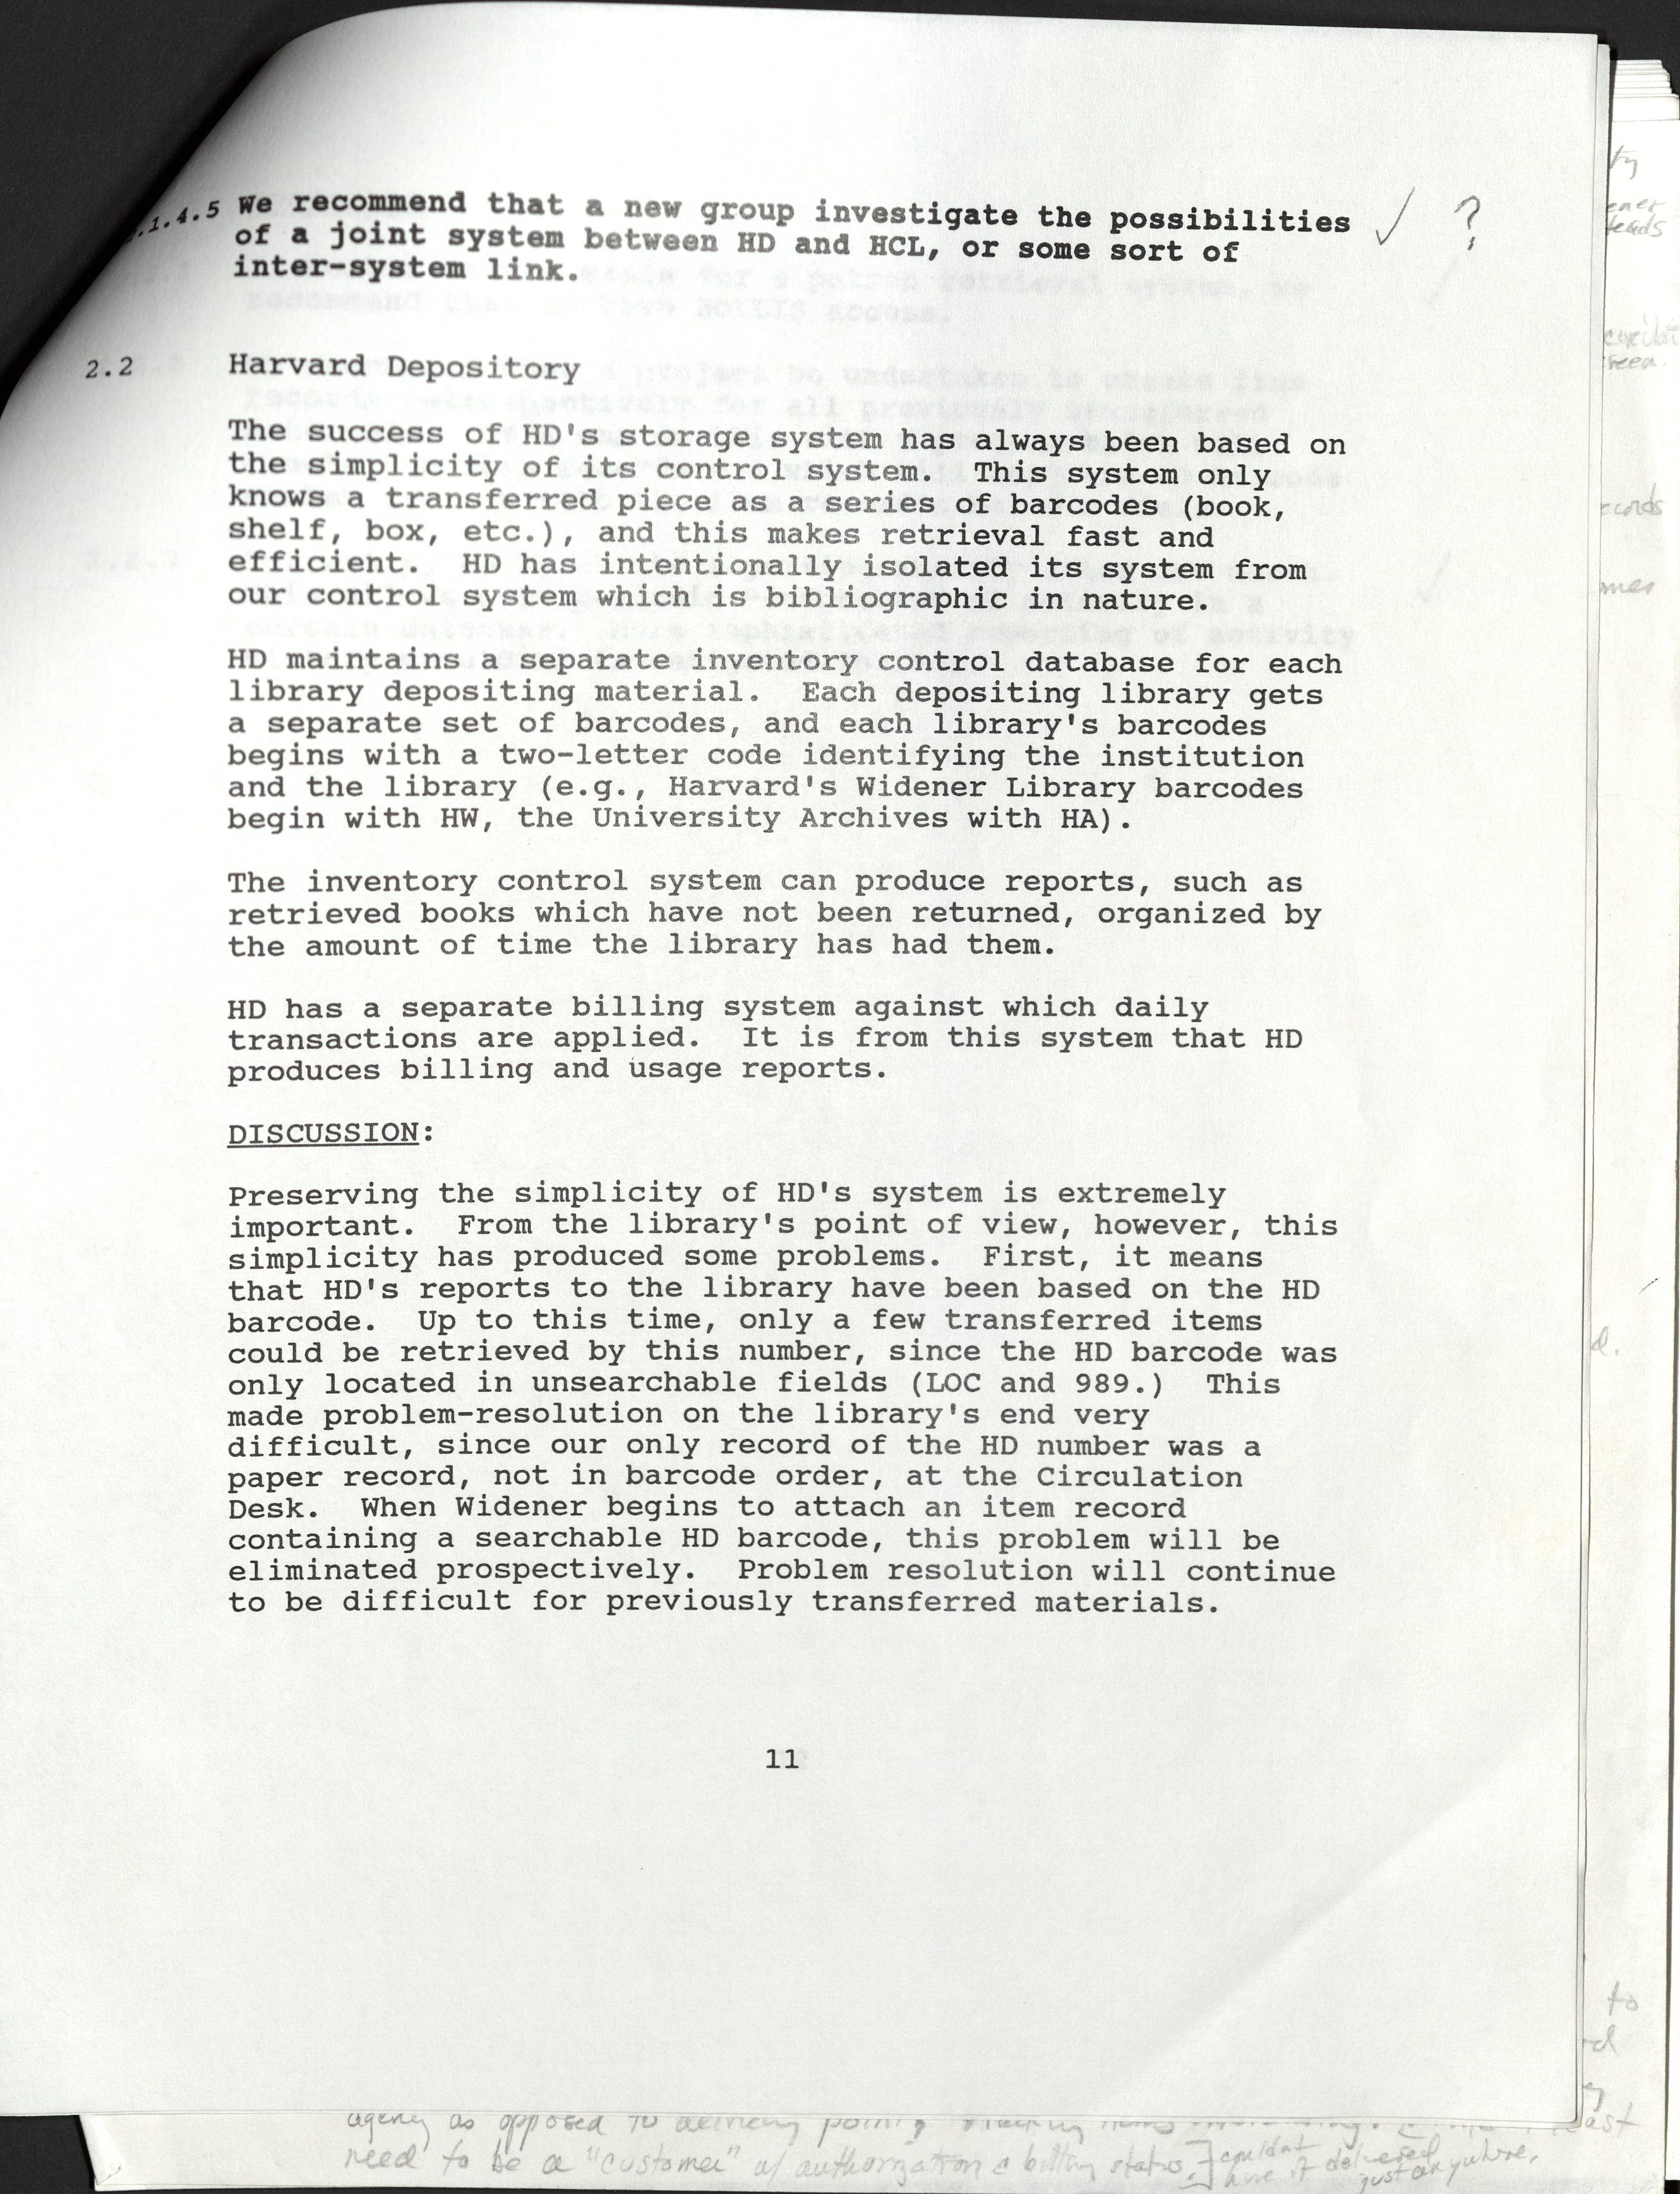 .1.4.5 We recommend that a new group investigate the possibilities ✓ ?
of a joint system between HD and HCL, or some sort of
inter-system link.
2.2 Harvard Depository
The success of HD's storage system has always been based on
the simplicity of its control system. This system only
knows a transferred piece as a series of barcodes (book,
shelf, box, etc.), and this makes retrieval fast and
efficient. HD has intentionally isolated its system from
our control system which is bibliographic in nature.
HD maintains a separate inventory control database for each
library depositing material. Each depositing library gets
a separate set of barcodes, and each library's barcodes
begins with a two-letter code identifying the institution
and the library (e.g., Harvard's Widener Library barcodes
begin with HW, the University Archives with HA).
The inventory control system can produce reports, such as
retrieved books which have not been returned, organized by
the amount of time the library has had them.
HD has a separate billing system against which daily
transactions are applied. It is from this system that HD
produces billing and usage reports.
DISCUSSION:
Preserving the simplicity of HD's system is extremely
important. From the library's point of view, however, this
simplicity has produced some problems. First, it means
that HD's reports to the library have been based on the HD
barcode. Up to this time, only a few transferred items
could be retrieved by this number, since the HD barcode was
only located in unsearchable fields (LOC and 989.) This
made problem-resolution on the library's end very
difficult, since our only record of the HD number was a
paper record, not in barcode order, at the Circulation
Desk. When Widener begins to attach an item record
containing a searchable HD barcode, this problem will be
eliminated prospectively. Problem resolution will continue
to be difficult for previously transferred materials.
11
agency as opposed to delivery point,
need to be a "customer" w/ authorization & billing status.] couldn't
have it delivered
just anywhere.